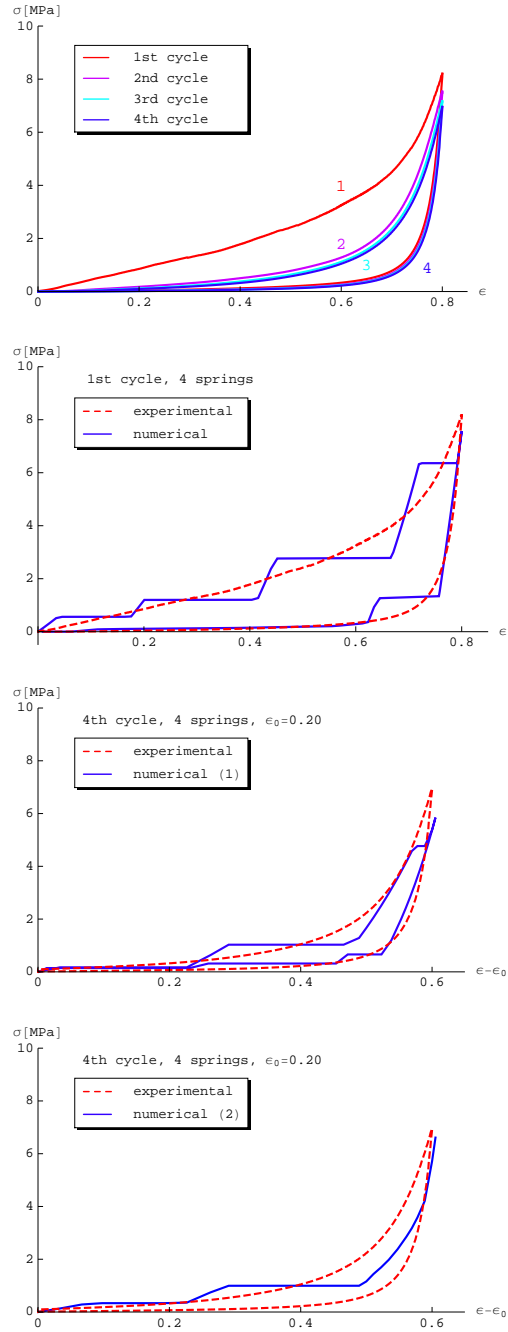 σ[MPa]
10
8
6
4
2
0
0
0.2
0.4
0.6
0.8
ϵ
1st cycle
2nd cycle
3rd cycle
4th cycle
1
2
3
4
σ[MPa]
10
8
6
4
2
0
0
0.2
0.4
0.6
0.8
ϵ
1st cycle, 4 springs
experimental
numerical
σ[MPa]
10
8
6
4
2
0
0
0.2
0.4
0.6
ϵ-ϵ₀
4th cycle, 4 springs, ϵ₀=0.20
experimental
numerical (1)
σ[MPa]
10
8
6
4
2
0
0
0.2
0.4
0.6
ϵ-ϵ₀
4th cycle, 4 springs, ϵ₀=0.20
experimental
numerical (2)